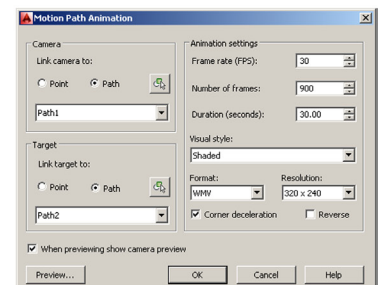 Motion Path Animation
Camera
Link camera to:
Point Path
Path1
Target
Link target to:
Point Path
Path2
Animation settings
Frame rate (FPS): 30
Number of frames: 900
Duration (seconds): 30.00
Visual style:
Shaded
Format: Resolution:
WMV 320 x 240
Corner deceleration Reverse
When previewing show camera preview
Preview... OK Cancel Help